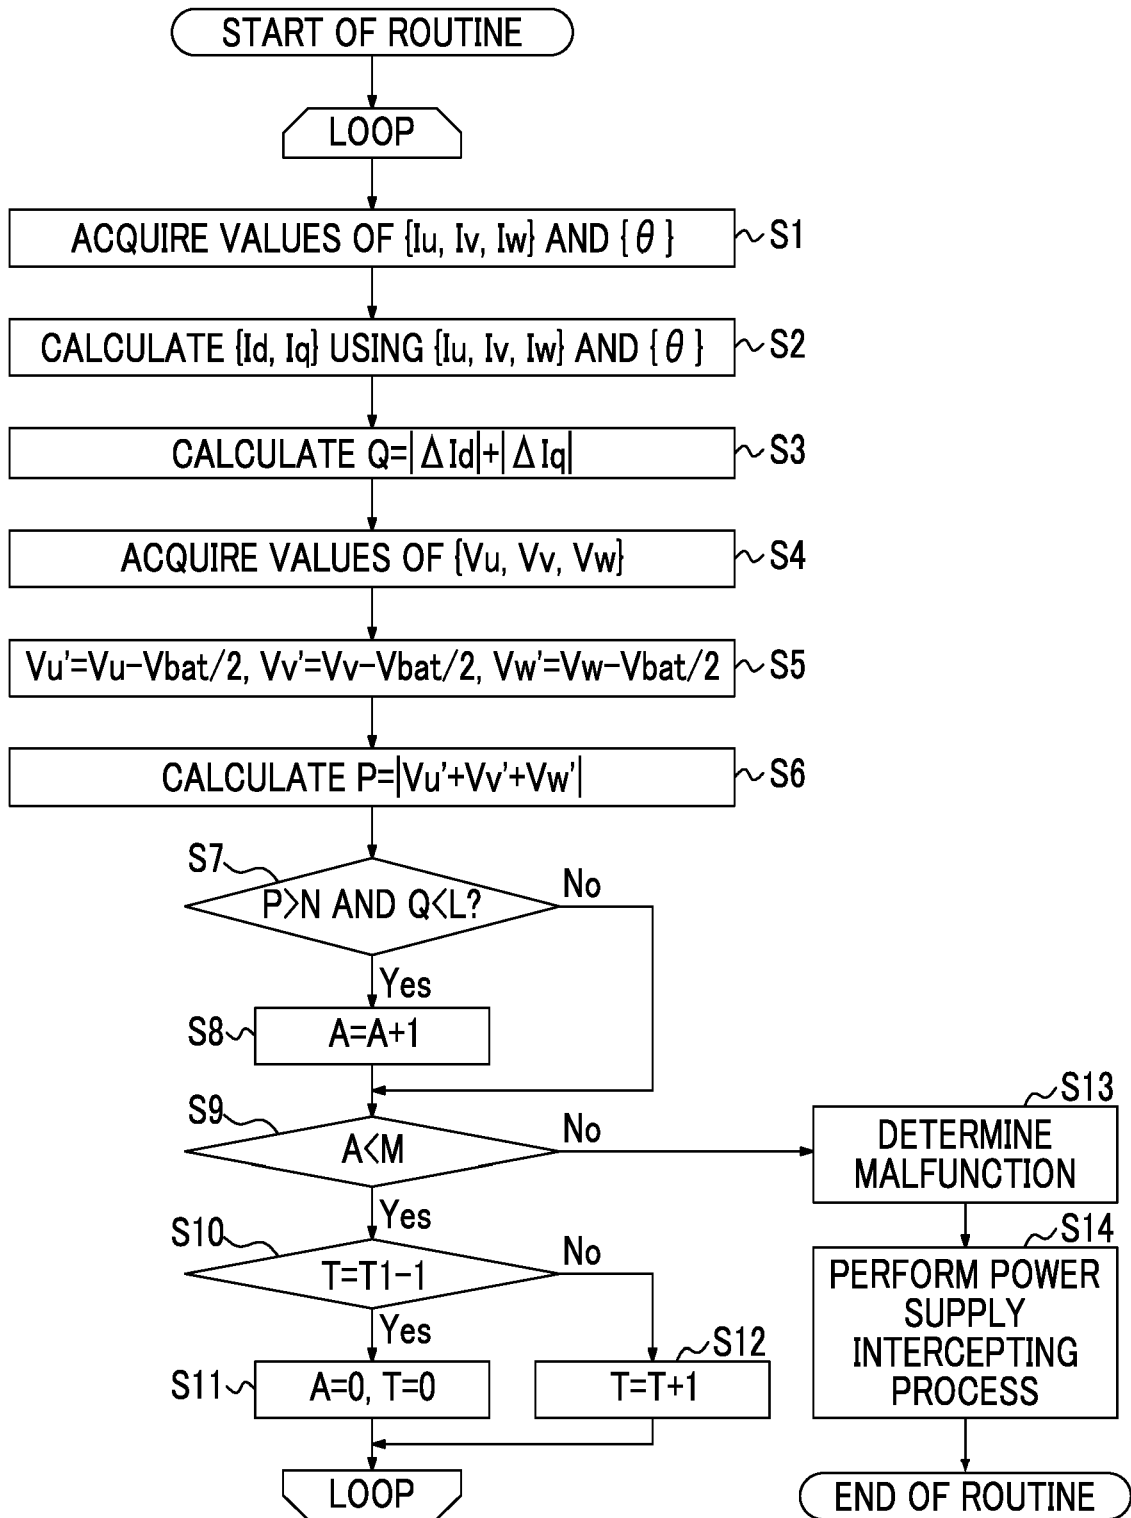 START OF ROUTINE
LOOP
ACQUIRE VALUES OF {Iu, Iv, Iw} AND {θ}
S1
CALCULATE {Id, Iq} USING {Iu, Iv, Iw} AND {θ}
S2
CALCULATE Q=|ΔId|+|ΔIq|
S3
ACQUIRE VALUES OF {Vu, Vv, Vw}
S4
Vu'=Vu-Vbat/2, Vv'=Vv-Vbat/2, Vw'=Vw-Vbat/2
S5
CALCULATE P=|Vu'+Vv'+Vw'|
S6
S7
P>N AND Q<L?
No
Yes
S8
A=A+1
S9
A<M
No
Yes
S10
T=T1-1
No
Yes
S11
A=0, T=0
S12
T=T+1
LOOP
S13
DETERMINE
MALFUNCTION
S14
PERFORM POWER
SUPPLY
INTERCEPTING
PROCESS
END OF ROUTINE